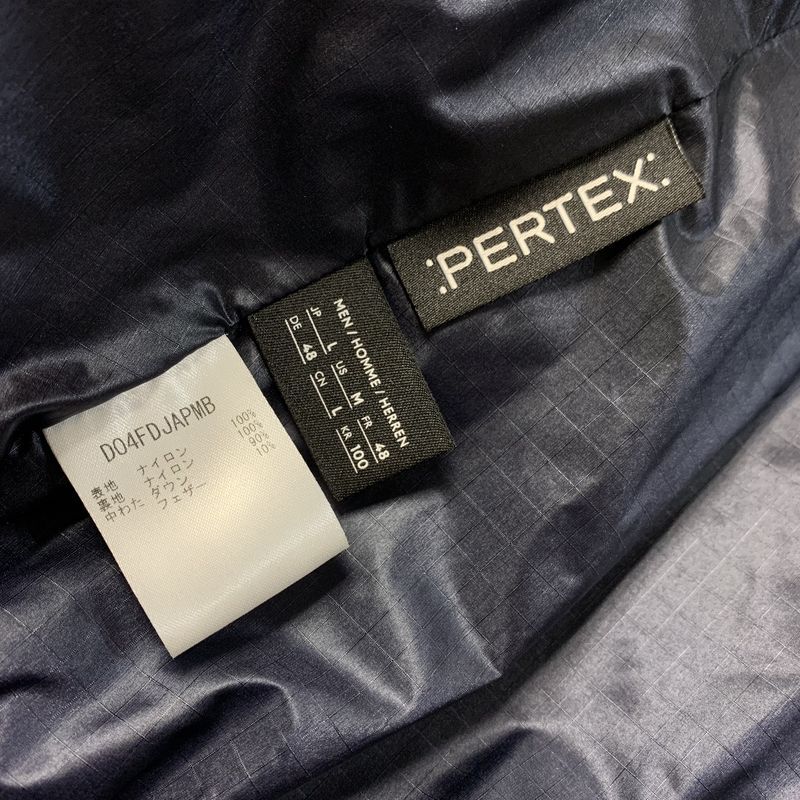 :PERTEX:
MEN / HOMME / HERREN
JP L US M FR 48
DE 48 CN L KR 100
D04FDJAPMB
表地 ナイロン 100%
裏地 ナイロン 100%
中わた ダウン 90%
フェザー 10%